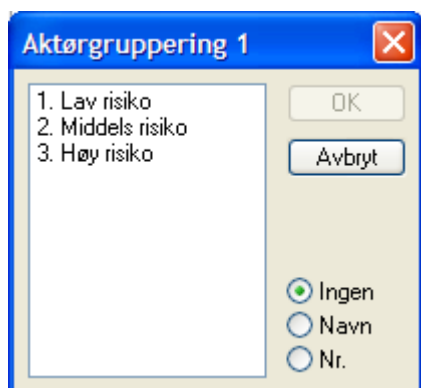 Aktørgruppering 1
1. Lav risiko
2. Middels risiko
3. Høy risiko
OK
Avbryt
Ingen
Navn
Nr.